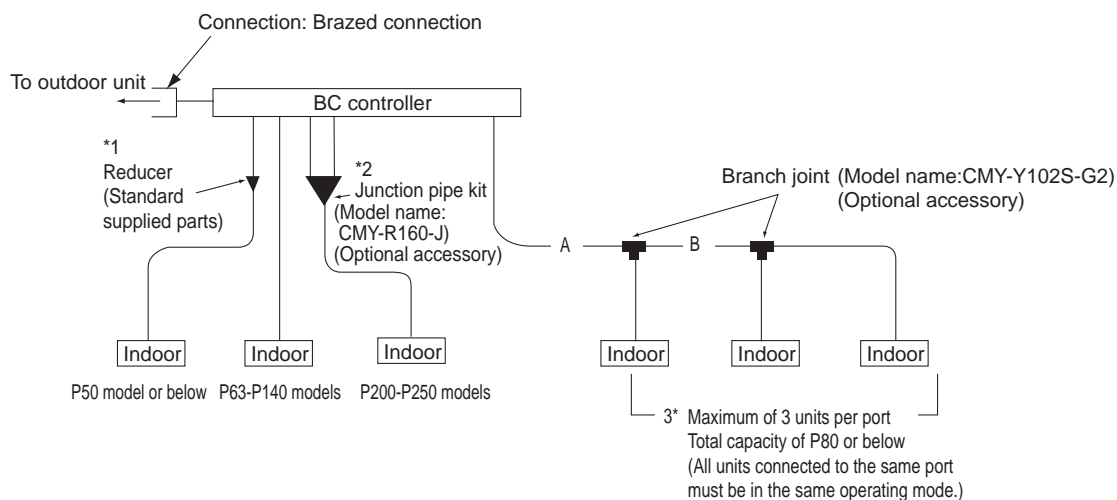 Connection: Brazed connection
To outdoor unit
BC controller
*1
Reducer
(Standard
supplied parts)
*2
Junction pipe kit
(Model name:
CMY-R160-J)
(Optional accessory)
Branch joint (Model name:CMY-Y102S-G2)
(Optional accessory)
A
B
Indoor
Indoor
Indoor
Indoor
Indoor
Indoor
P50 model or below
P63-P140 models
P200-P250 models
3* Maximum of 3 units per port
Total capacity of P80 or below
(All units connected to the same port
must be in the same operating mode.)